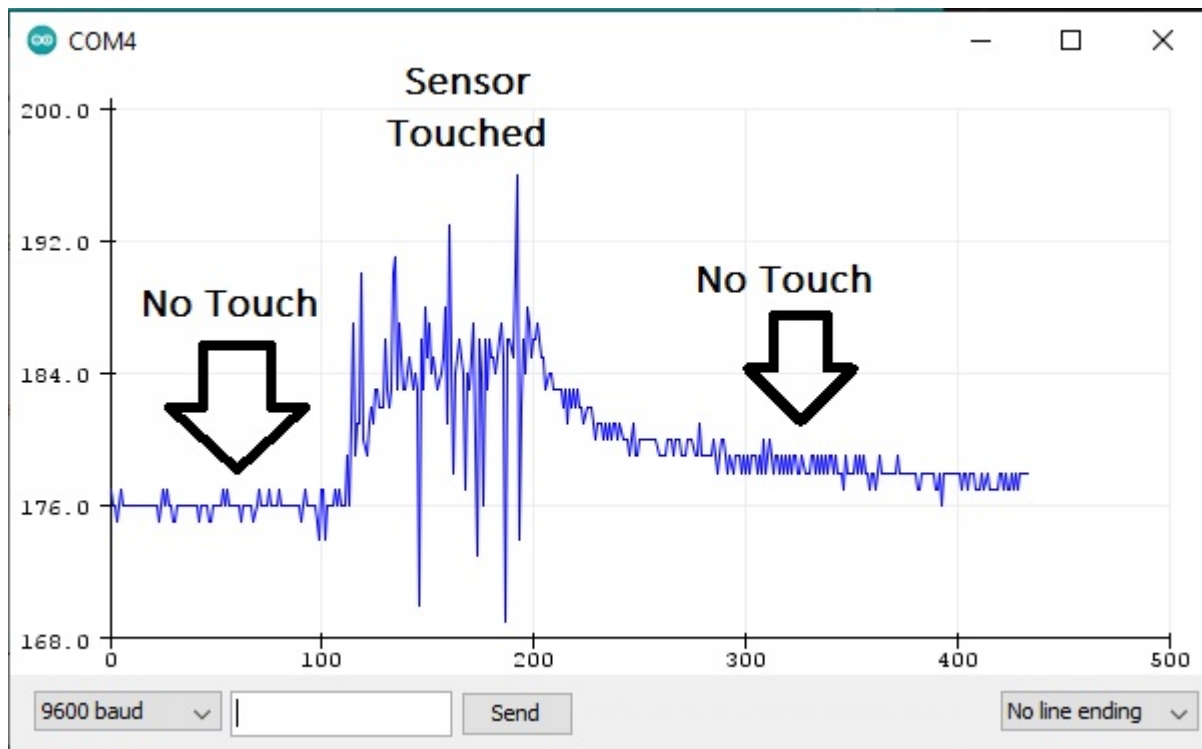 COM4
Sensor
Touched
200.0
192.0
No Touch
No Touch
184.0
176.0
168.0
0 100 200 300 400 500
9600 baud
Send
No line ending